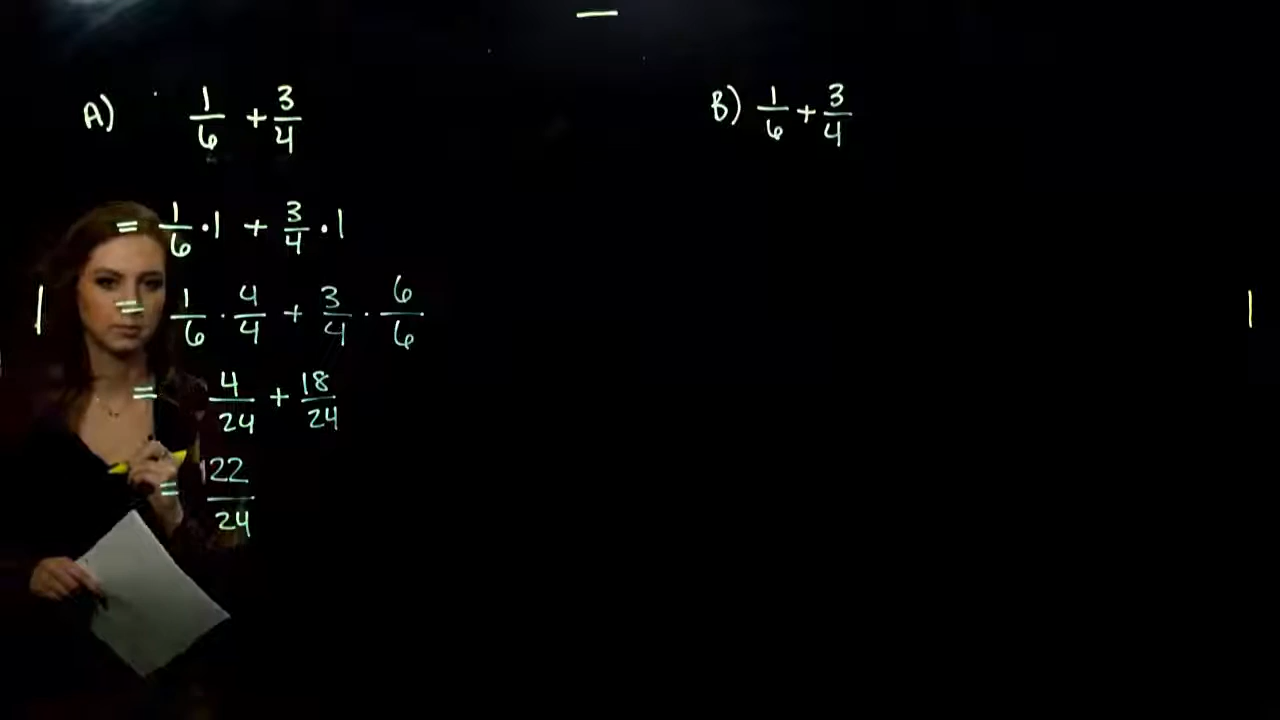 A) 1/6 + 3/4
= 1/6 · 1 + 3/4 · 1
= 1/6 · 4/4 + 3/4 · 6/6
= 4/24 + 18/24
= 22/24
B) 1/6 + 3/4